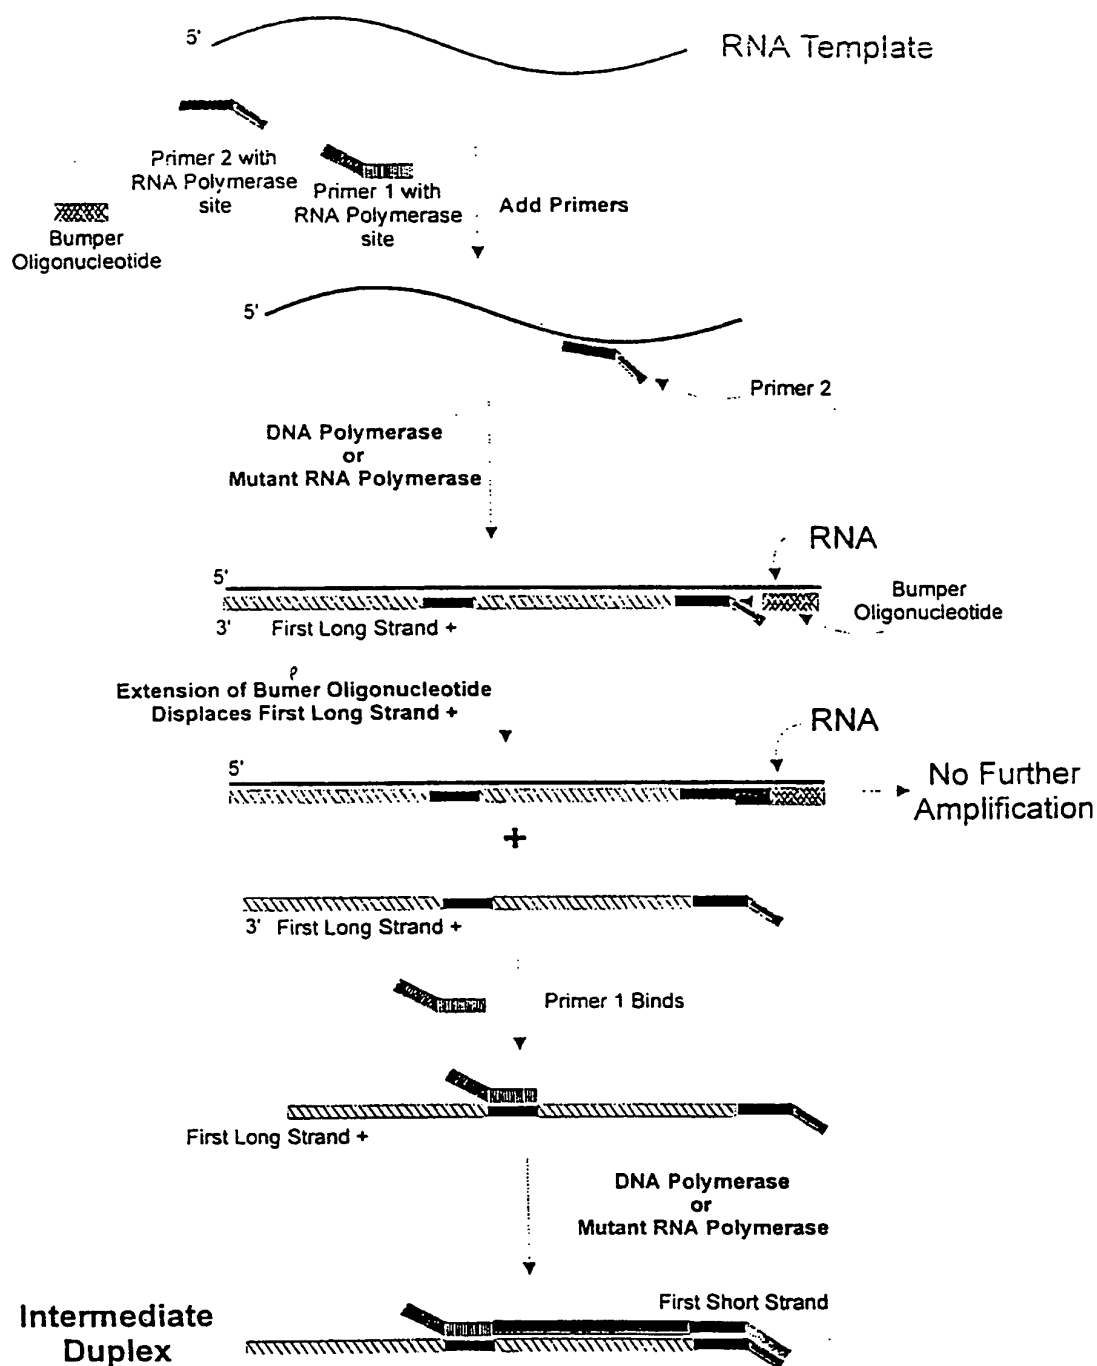 5'
RNA Template
Primer 2 with
RNA Polymerase
site
Primer 1 with
RNA Polymerase
site
Bumper
Oligonucleotide
Add Primers
5'
Primer 2
DNA Polymerase
or
Mutant RNA Polymerase
RNA
5'
Bumper
Oligonucleotide
3' First Long Strand +
p
Extension of Bumer Oligonucleotide
Displaces First Long Strand +
RNA
5'
No Further
Amplification
+
3' First Long Strand +
Primer 1 Binds
First Long Strand +
DNA Polymerase
or
Mutant RNA Polymerase
First Short Strand
Intermediate
Duplex